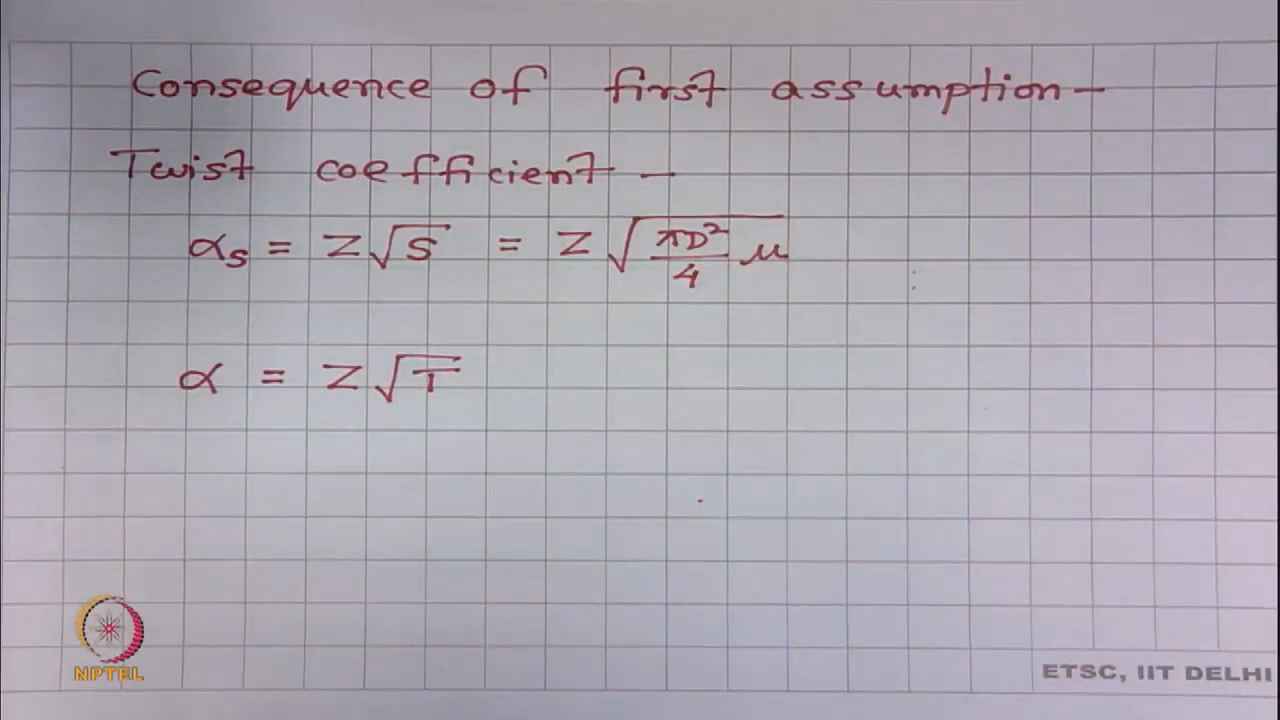 Consequence of first assumption-
Twist coefficient -
αₛ = Z√S = Z√(πD²/4 μ)
α = Z√T
NPTEL
ETSC, IIT DELHI